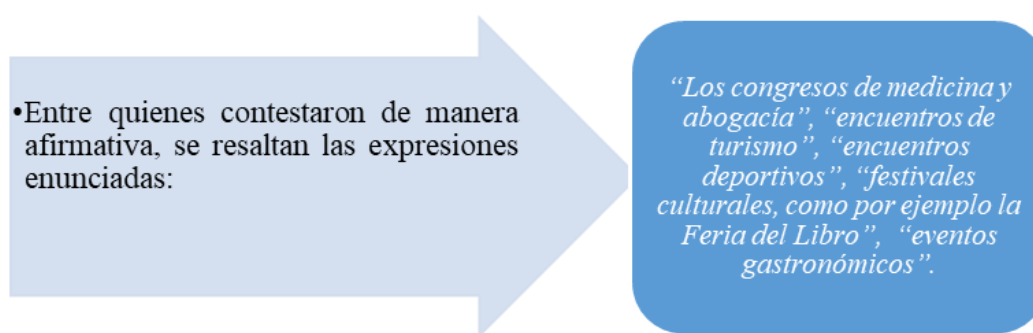 •Entre quienes contestaron de manera
afirmativa, se resaltan las expresiones
enunciadas:
“Los congresos de medicina y
abogacía”, “encuentros de
turismo”, “encuentros
deportivos”, “festivales
culturales, como por ejemplo la
Feria del Libro”, “eventos
gastronómicos”.